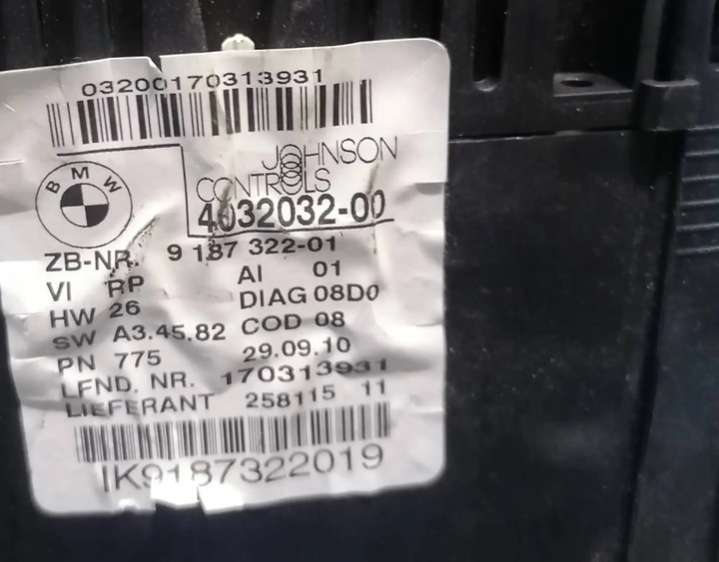 03200170313931
BMW
JOHNSON
CONTROLS
4032032-00
ZB-NR. 9 187 322-01
VI RP AI 01
HW 26 DIAG 08D0
SW A3.45.82 COD 08
PN 775 29.09.10
LFND. NR. 170313931
LIEFERANT 258115 11
IK9187322019